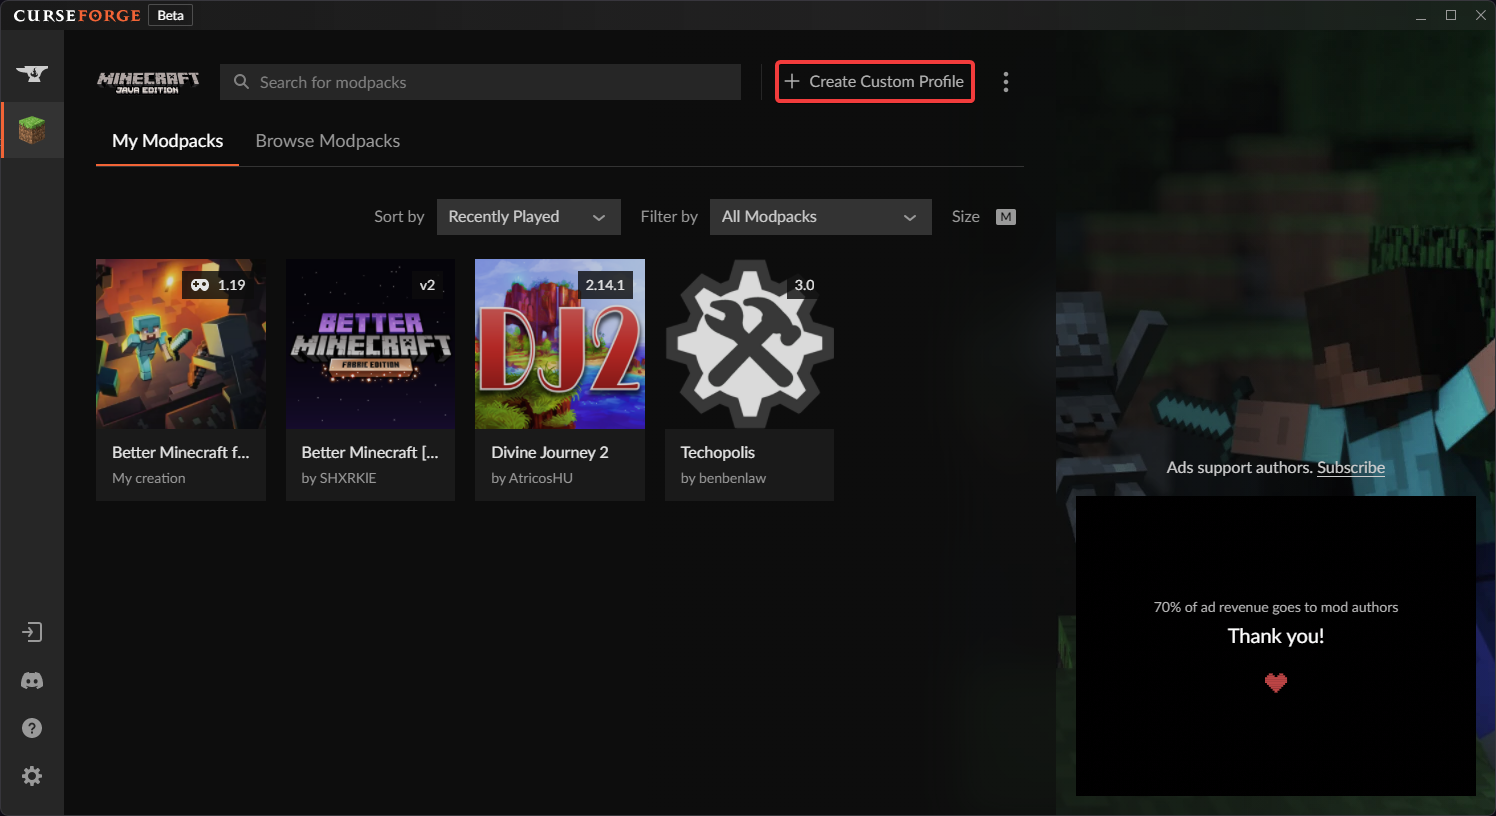 CURSEFORGE Beta
MINECRAFT
JAVA EDITION
Search for modpacks
Create Custom Profile
My Modpacks Browse Modpacks
Sort by Recently Played Filter by All Modpacks Size M
1.19
v2
2.14.1
3.0
BETTER
MINECRAFT
FABRIC EDITION
DJ2
Better Minecraft f...
My creation
Better Minecraft [...
by SHXRKIE
Divine Journey 2
by AtricosHU
Techopolis
by benbenlaw
Ads support authors. Subscribe
70% of ad revenue goes to mod authors
Thank you!